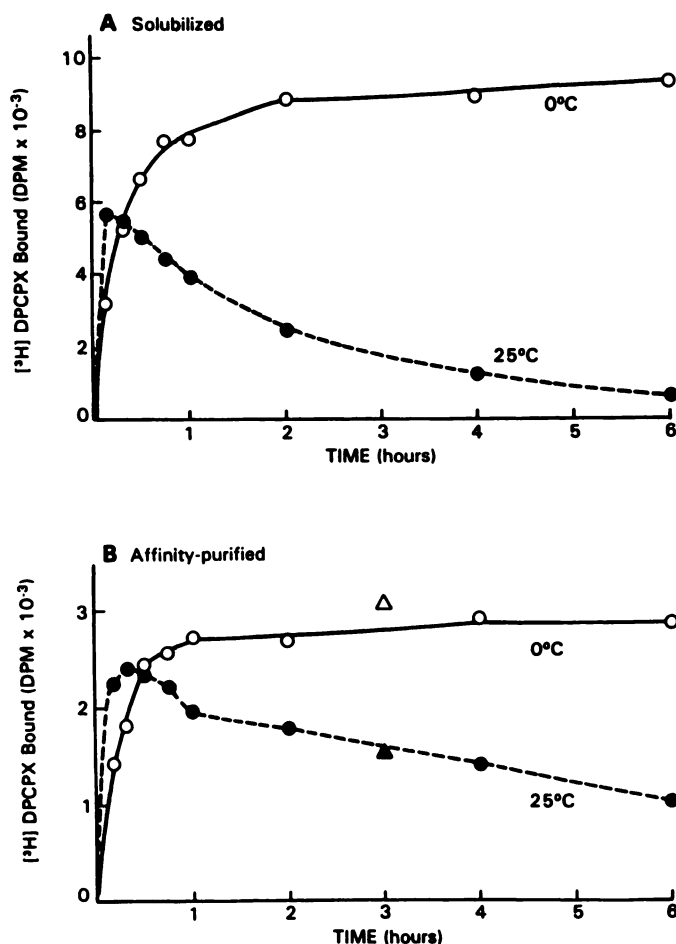 A Solubilized
[³H] DPCPX Bound (DPM x 10⁻³)
10
8
6
4
2
0
0°C
25°C
1 2 3 4 5 6
TIME (hours)
B Affinity-purified
[³H] DPCPX Bound (DPM x 10⁻³)
3
2
1
0
0°C
25°C
1 2 3 4 5 6
TIME (hours)